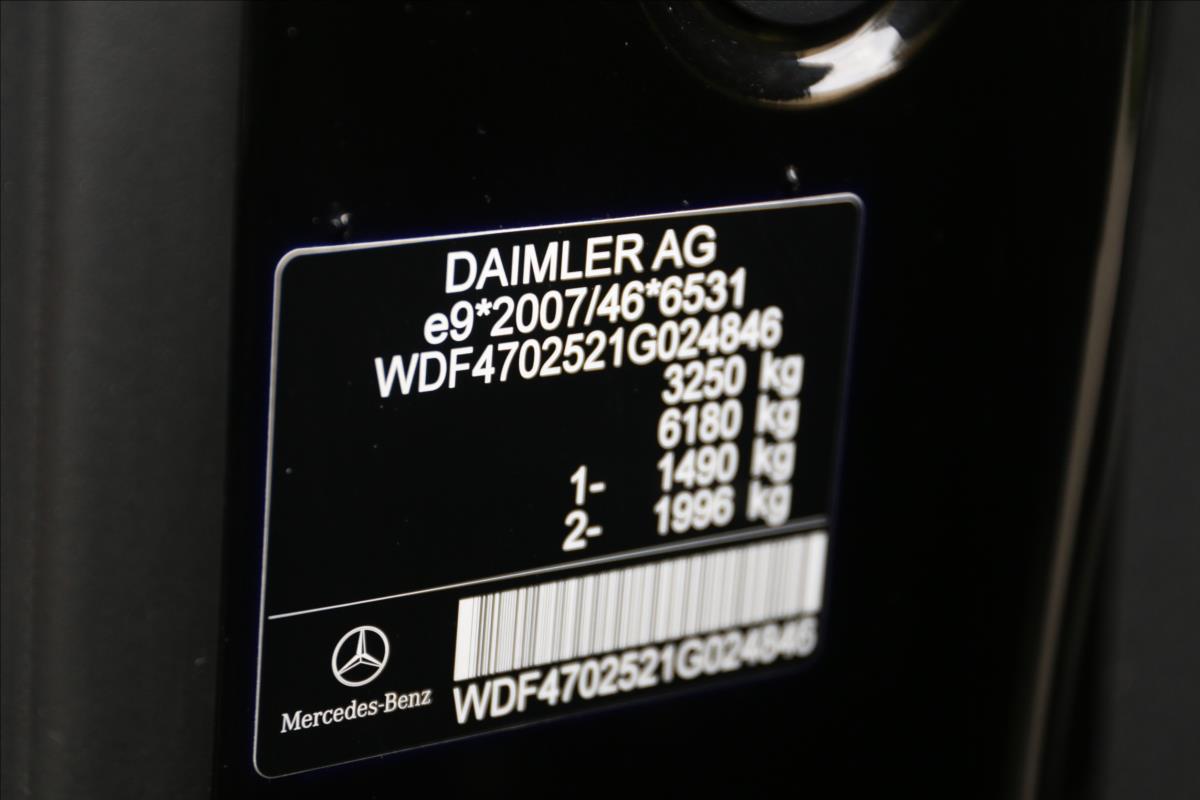 DAIMLER AG
e9*2007/46*6531
WDF4702521G024846
3250 kg
6180 kg
1- 1490 kg
2- 1996 kg
Mercedes-Benz
WDF4702521G024846